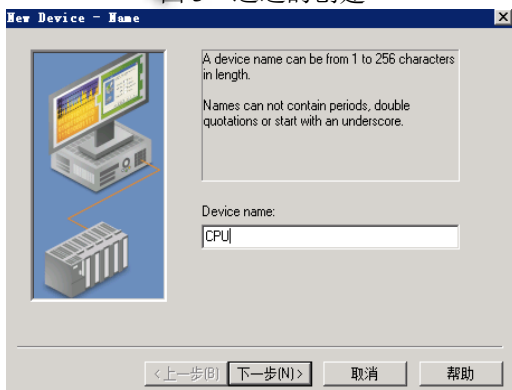 New Device - Name
A device name can be from 1 to 256 characters
in length.
Names can not contain periods, double
quotations or start with an underscore.
Device name:
CPU
<上一步(B)
下一步(N)>
取消
帮助